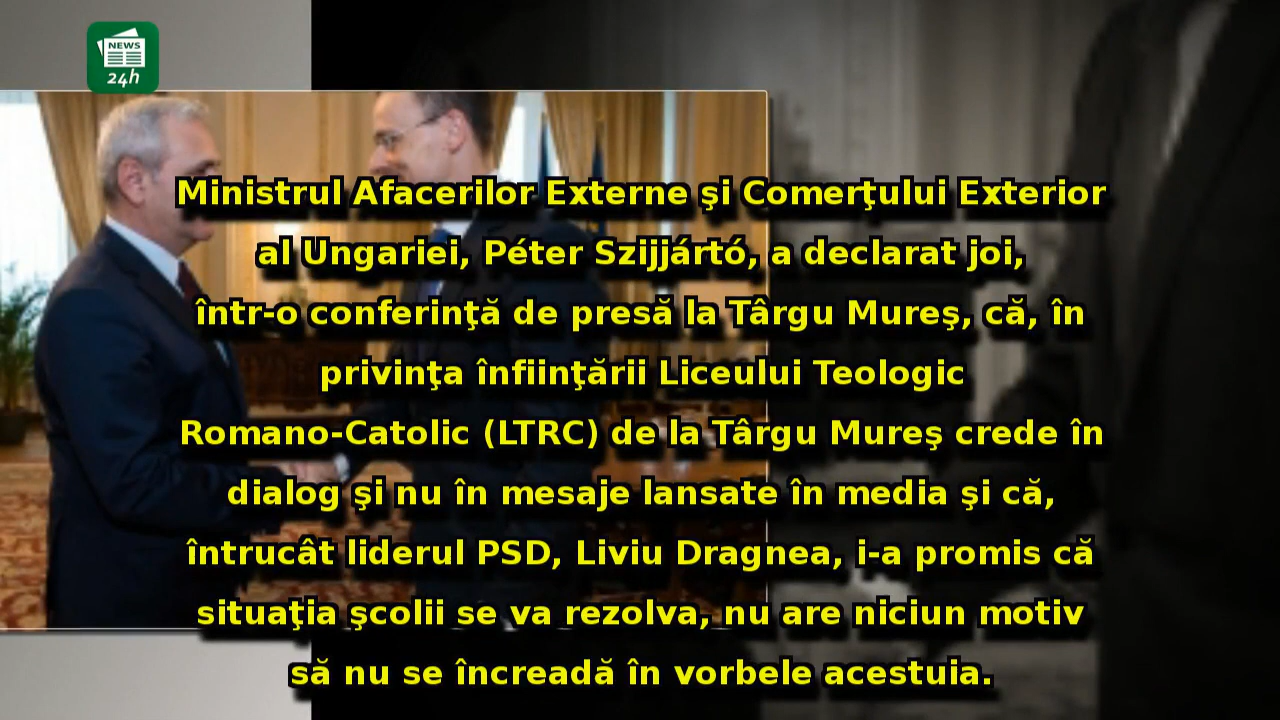 NEWS
24h
Ministrul Afacerilor Externe şi Comerţului Exterior
al Ungariei, Péter Szijjártó, a declarat joi,
într-o conferinţă de presă la Târgu Mureş, că, în
privinţa înfiinţării Liceului Teologic
Romano-Catolic (LTRC) de la Târgu Mureş crede în
dialog şi nu în mesaje lansate în media şi că,
întrucât liderul PSD, Liviu Dragnea, i-a promis că
situaţia şcolii se va rezolva, nu are niciun motiv
să nu se încreadă în vorbele acestuia.